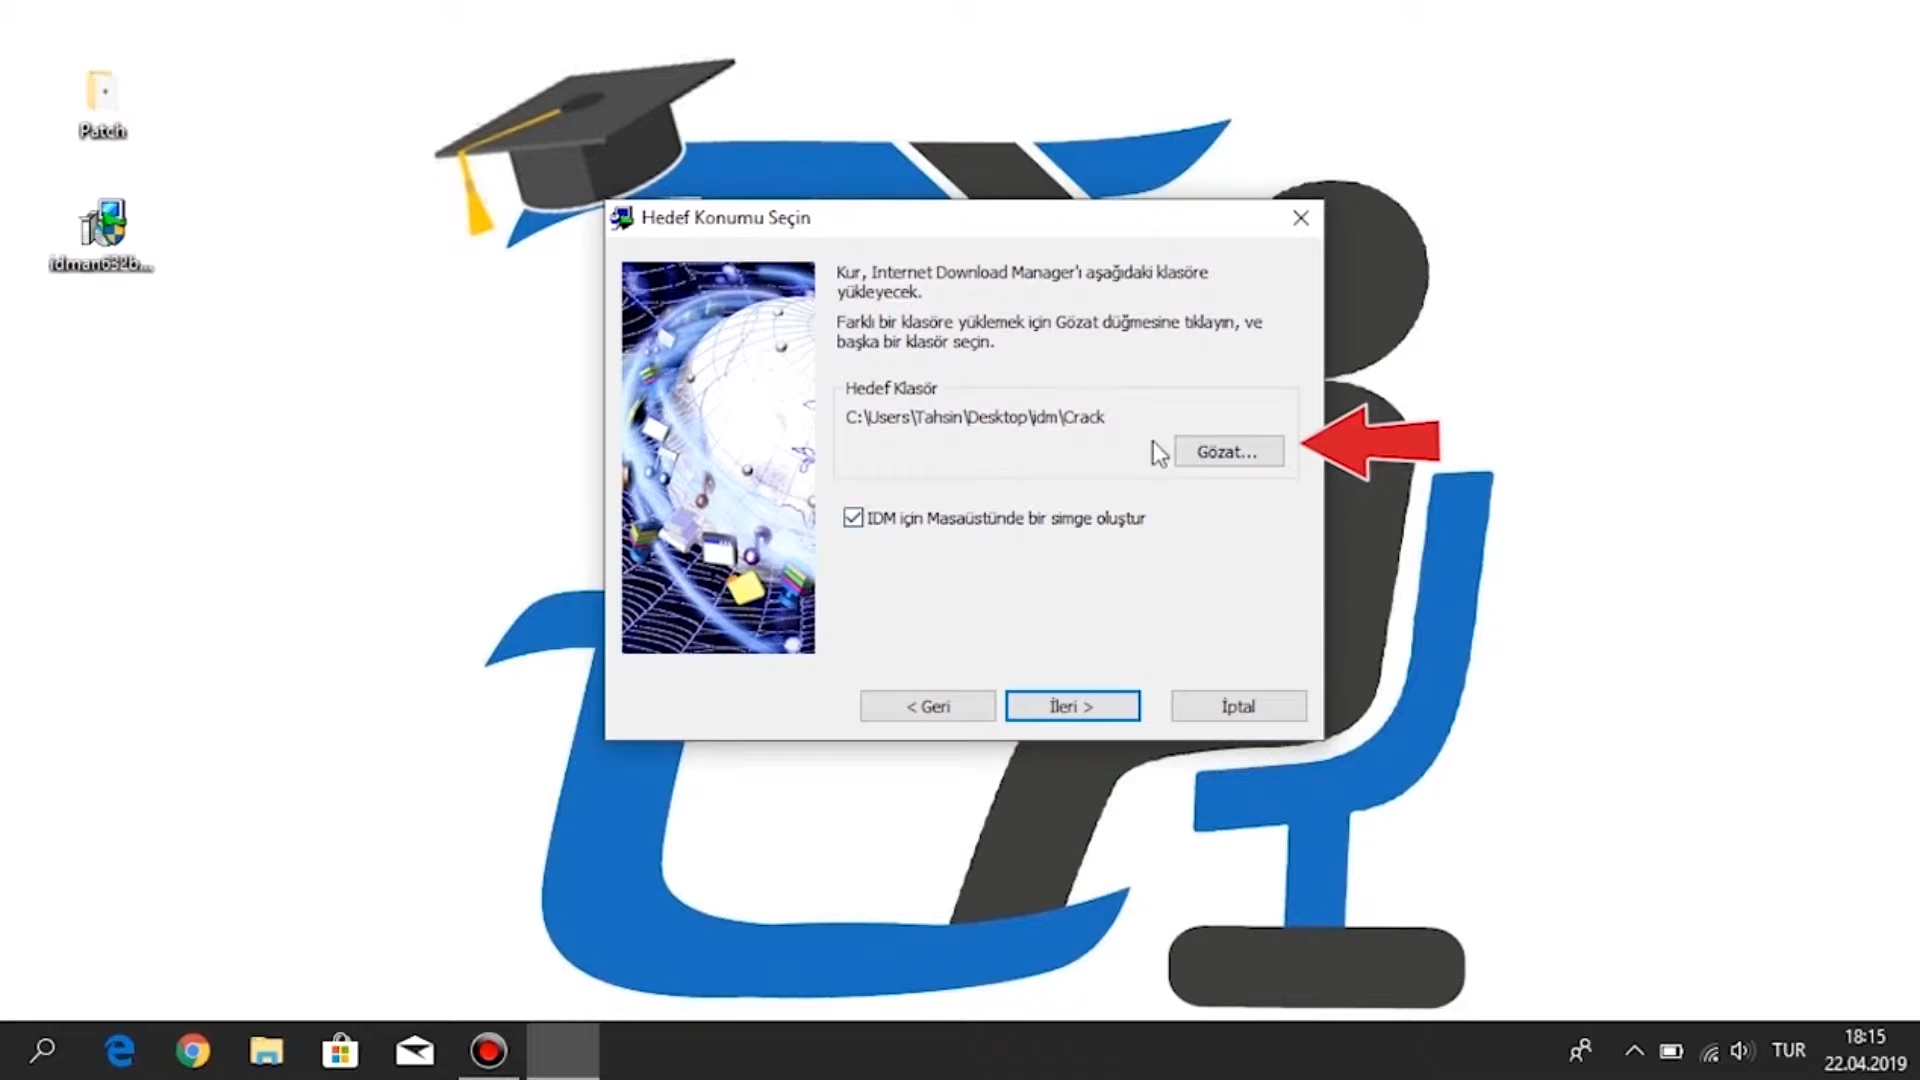 Patch
idman632b...
Hedef Konumu Seçin
Kur, Internet Download Manager'ı aşağıdaki klasöre
yükleyecek.
Farklı bir klasöre yüklemek için Gözat düğmesine tıklayın, ve
başka bir klasör seçin.
Hedef Klasör
C:\Users\Tahsin\Desktop\idm\Crack
Gözat...
IDM için Masaüstünde bir simge oluştur
< Geri
İleri >
İptal
TUR
18:15
22.04.2019